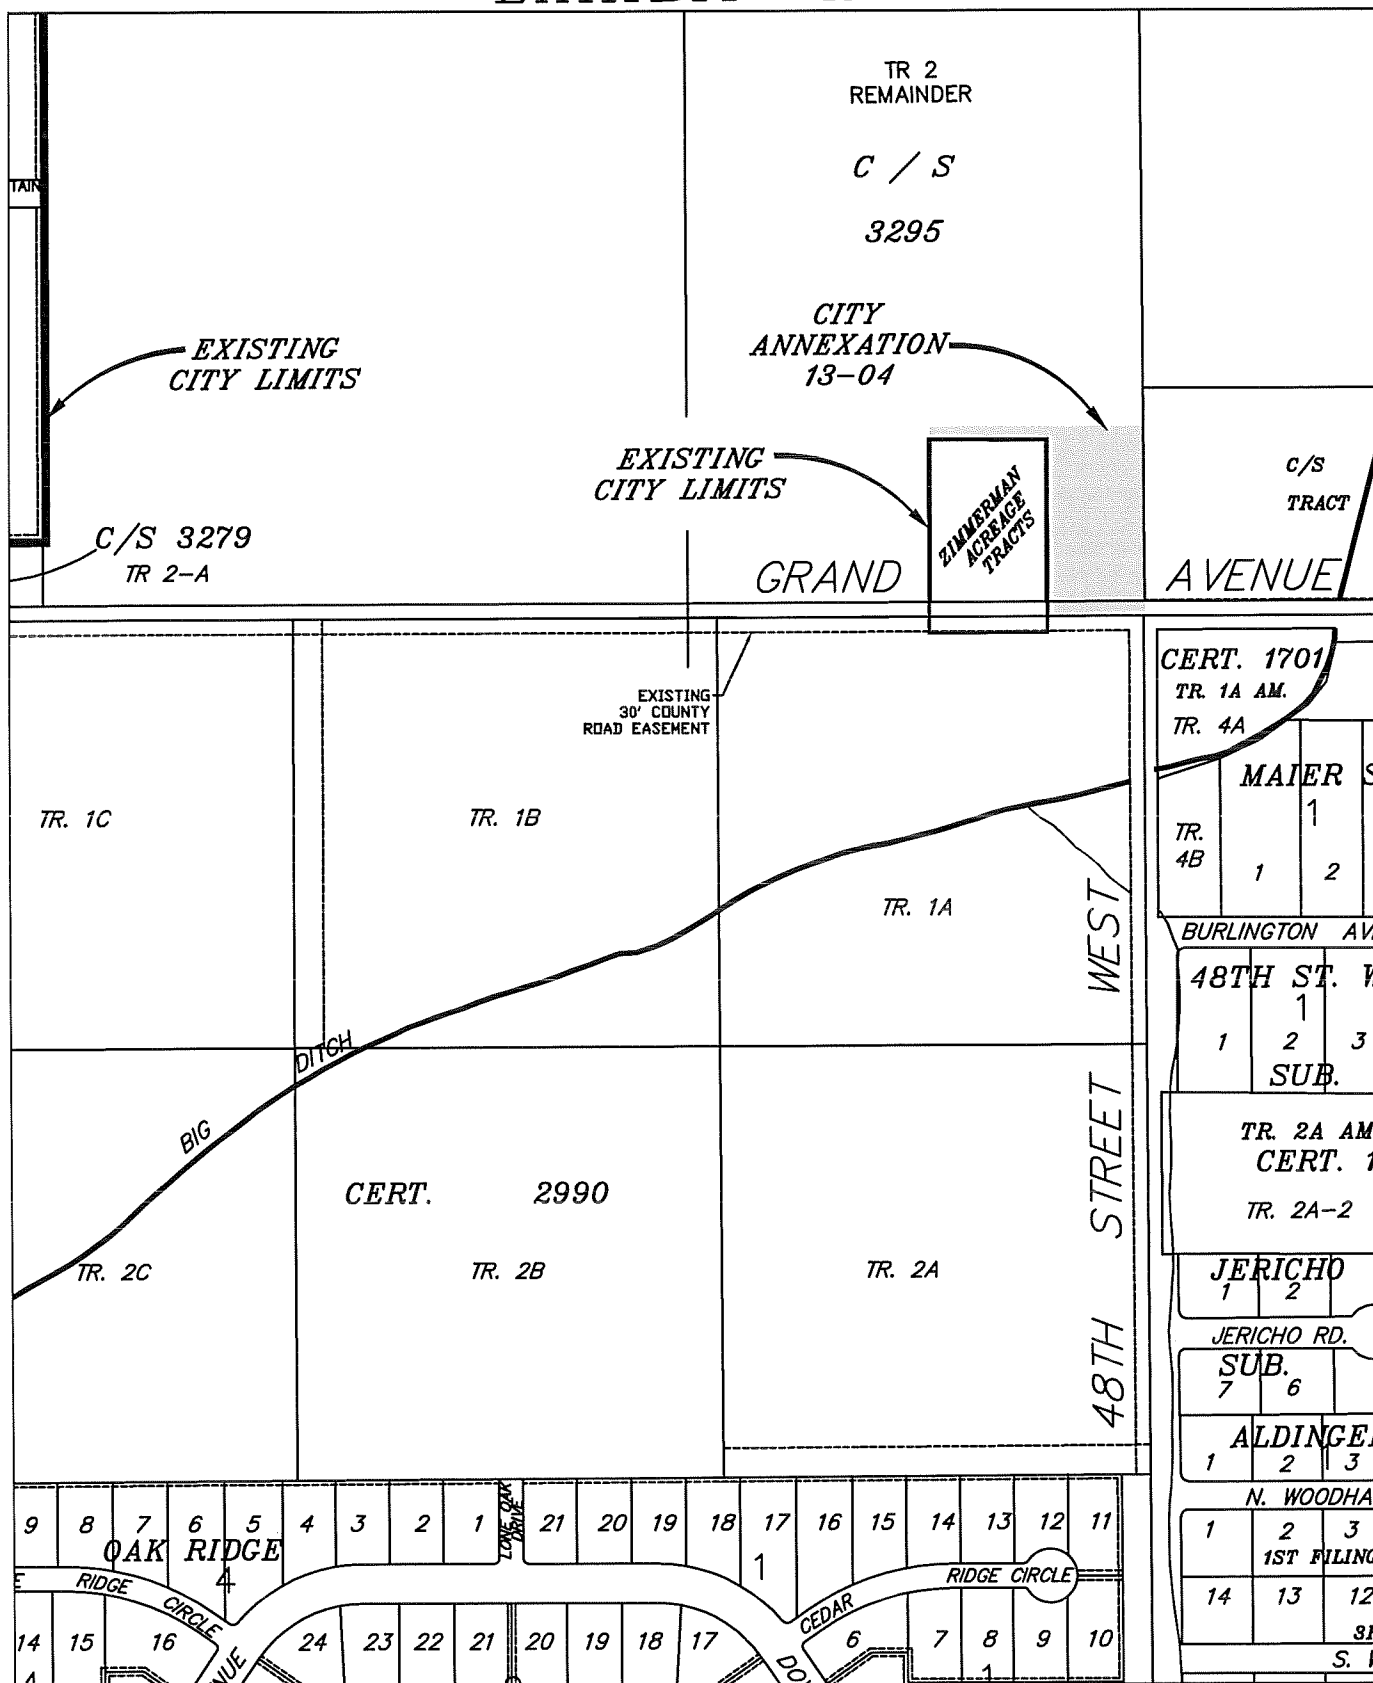 TR 2
REMAINDER
C / S
3295
TAIN
CITY
ANNEXATION
13-04
EXISTING
CITY LIMITS
EXISTING
CITY LIMITS
ZIMMERMAN
ACREAGE
TRACTS
C/S
TRACT
C/S 3279
TR 2-A
GRAND
AVENUE
EXISTING
30' COUNTY
ROAD EASEMENT
CERT. 1701
TR. 1A AM.
TR. 4A
MAIER S
1
TR.
4B
1
2
TR. 1C
TR. 1B
TR. 1A
BURLINGTON AV
48TH ST. W
1
1 2 3
SUB.
BIG
DITCH
48TH STREET WEST
TR. 2A AM
CERT. 1
TR. 2A-2
CERT. 2990
TR. 2C
TR. 2B
TR. 2A
JERICHO
1 2
JERICHO RD.
SUB.
7 6
ALDINGE
1 2 3
N. WOODHA
1 2 3
1ST FILING
14 13 12
S. W
9 8 7 6 5 4 3 2 1
LONE OAK
DRIVE
21 20 19 18 17 16 15 14 13 12 11
OAK RIDGE
4
1
E RIDGE CIRCLE
CEDAR RIDGE CIRCLE
14 15 16
NUE
24 23 22 21 20 19 18 17
DO
6 7 8 9 10
1